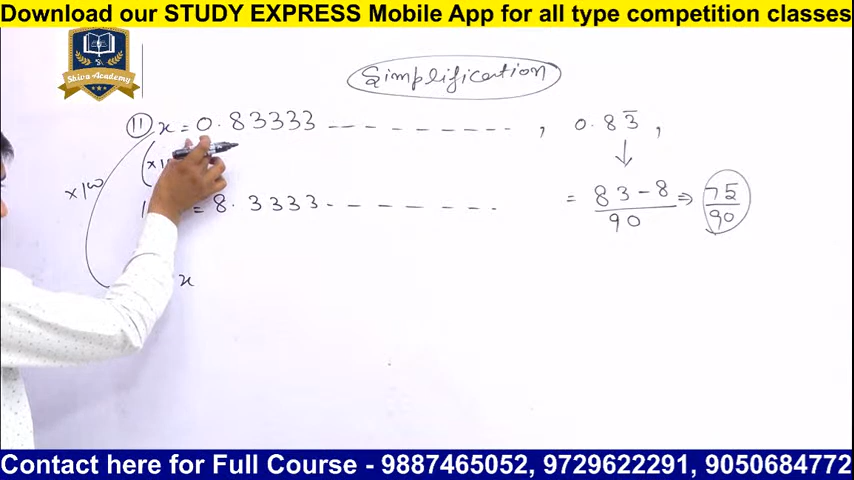 Download our STUDY EXPRESS Mobile App for all type competition classes
Shiva Academy
Simplification
11 x = 0.83333 ---------- , 0.83̅ ,
x10
= 8.3333 -------- = 83-8/90 ⇒ 75/90
x
Contact here for Full Course - 9887465052, 9729622291, 9050684772